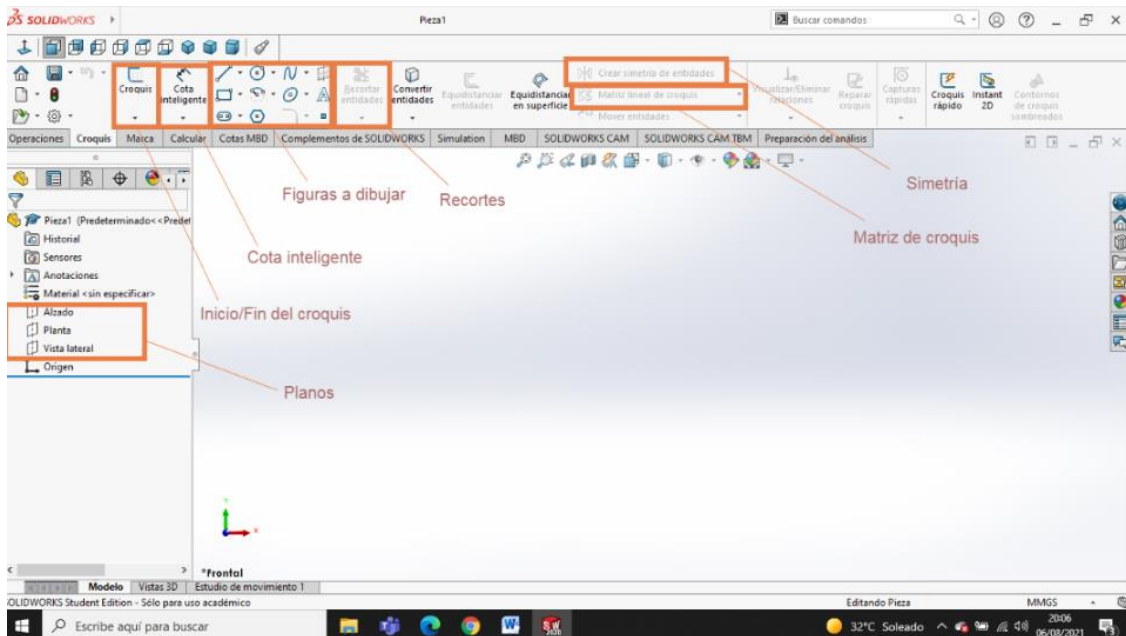 SOLIDWORKS
Pieza1
Buscar comandos
Croquis
Cota inteligente
Recortar entidades
Convertir entidades
Equidistanciar entidades
Equidistanciar en superficie
Crear simetría de entidades
Matriz lineal de croquis
Mover entidades
Visualizar/Eliminar relaciones
Reparar croquis
Capturas rápidas
Croquis rápido
Instant 2D
Contornos de croquis sombreados
Operaciones Croquis Marca Calcular Cotas MBD Complementos de SOLIDWORKS Simulation MBD SOLIDWORKS CAM SOLIDWORKS CAM TBM Preparación del análisis
Figuras a dibujar
Recortes
Simetría
Matriz de croquis
Cota inteligente
Inicio/Fin del croquis
Planos
Pieza1 (Predeterminado<<Predet
Historial
Sensores
Anotaciones
Material <sin especificar>
Alzado
Planta
Vista lateral
Origen
*Frontal
Modelo Vistas 3D Estudio de movimiento 1
SOLIDWORKS Student Edition - Sólo para uso académico
Editando Pieza
MMGS
Escribe aquí para buscar
32°C Soleado
20:06
06/08/2021